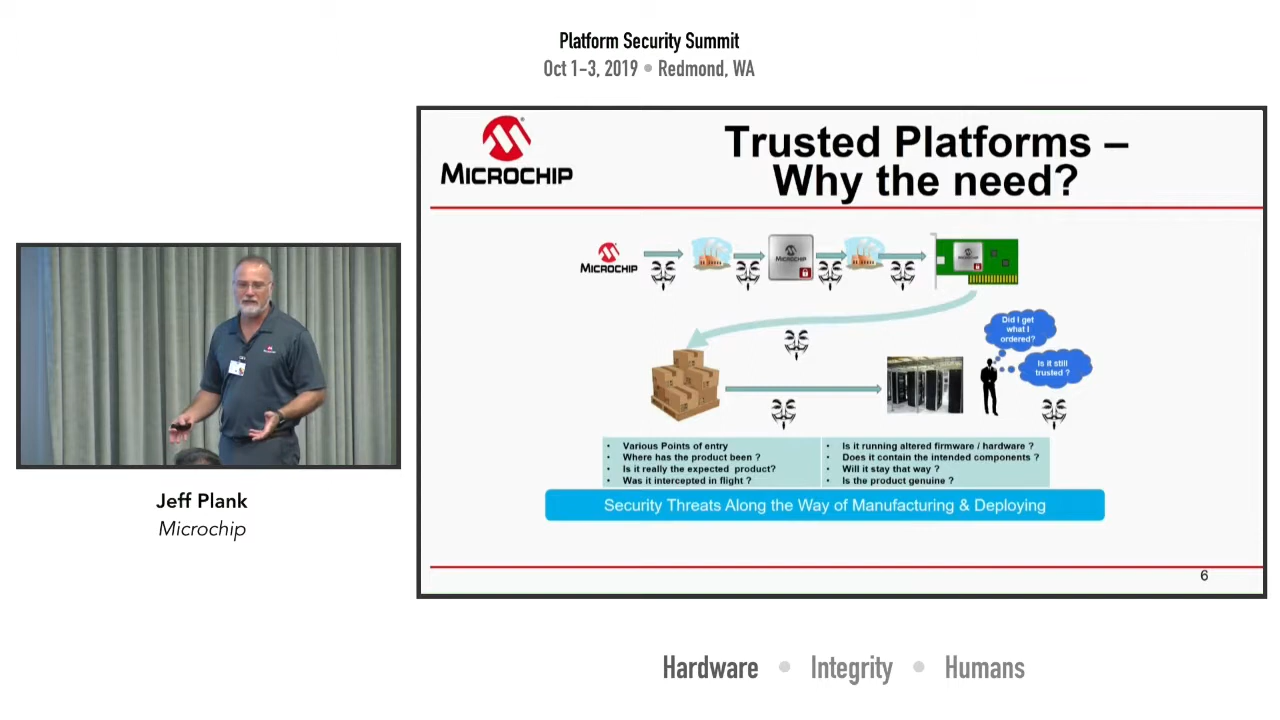 Platform Security Summit
Oct 1-3, 2019 • Redmond, WA
MICROCHIP
Trusted Platforms –
Why the need?
MICROCHIP
MICROCHIP
Did I get
what I
ordered?
Is it still
trusted ?
• Various Points of entry
• Where has the product been ?
• Is it really the expected product?
• Was it intercepted in flight ?
• Is it running altered firmware / hardware ?
• Does it contain the intended components ?
• Will it stay that way ?
• Is the product genuine ?
Security Threats Along the Way of Manufacturing & Deploying
6
Jeff Plank
Microchip
Hardware • Integrity • Humans